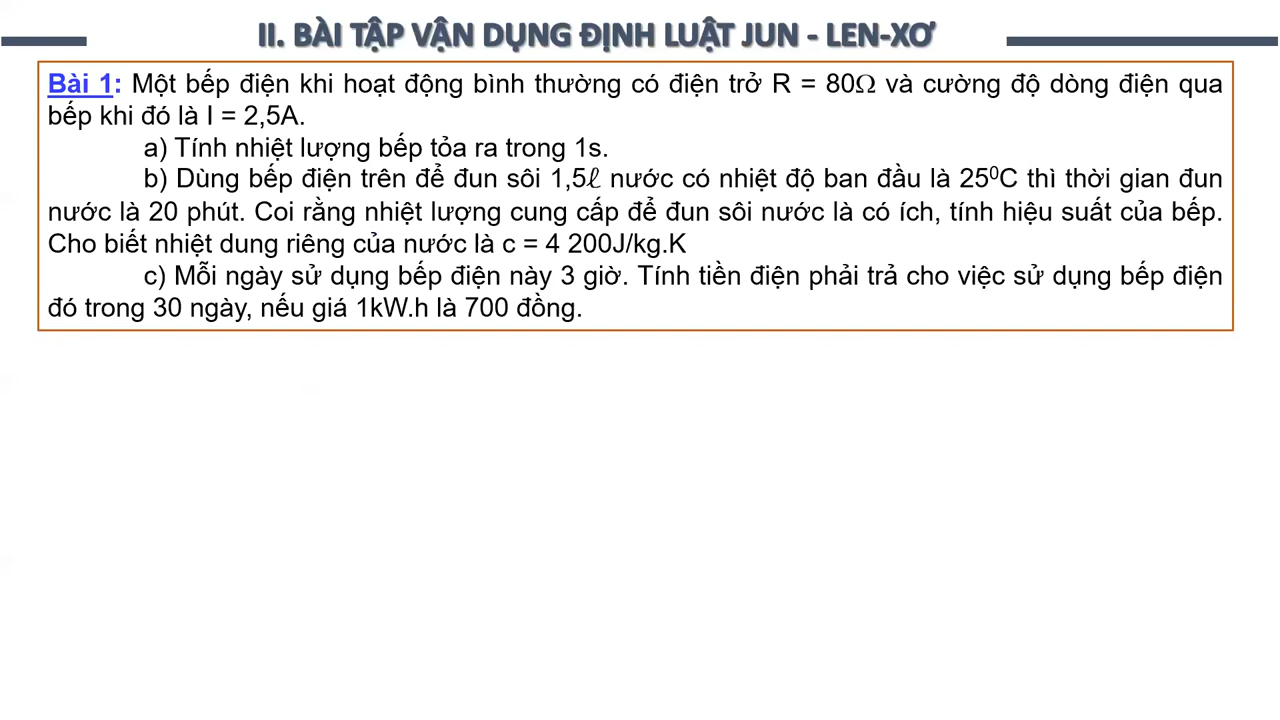 II. BÀI TẬP VẬN DỤNG ĐỊNH LUẬT JUN - LEN-XƠ
Bài 1: Một bếp điện khi hoạt động bình thường có điện trở R = 80Ω và cường độ dòng điện qua
bếp khi đó là I = 2,5A.
a) Tính nhiệt lượng bếp tỏa ra trong 1s.
b) Dùng bếp điện trên để đun sôi 1,5ℓ nước có nhiệt độ ban đầu là 25⁰C thì thời gian đun
nước là 20 phút. Coi rằng nhiệt lượng cung cấp để đun sôi nước là có ích, tính hiệu suất của bếp.
Cho biết nhiệt dung riêng của nước là c = 4 200J/kg.K
c) Mỗi ngày sử dụng bếp điện này 3 giờ. Tính tiền điện phải trả cho việc sử dụng bếp điện
đó trong 30 ngày, nếu giá 1kW.h là 700 đồng.